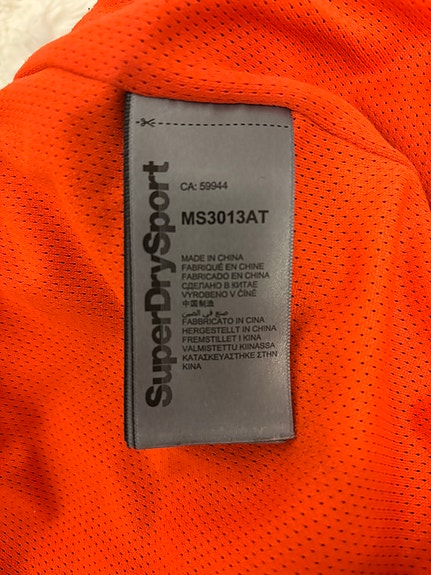 SuperDrySport
CA: 59944
MS3013AT
MADE IN CHINA
FABRIQUÉ EN CHINE
FABRICADO EN CHINA
СДЕЛАНО В КИТАЕ
VYROBENO V ČÍNĚ
中国制造
صنع في الصين
FABBRICATO IN CINA
HERGESTELLT IN CHINA
FREMSTILLET I KINA
VALMISTETTU KIINASSA
ΚΑΤΑΣΚΕΥΑΣΤΗΚΕ ΣΤΗΝ
ΚΙΝΑ